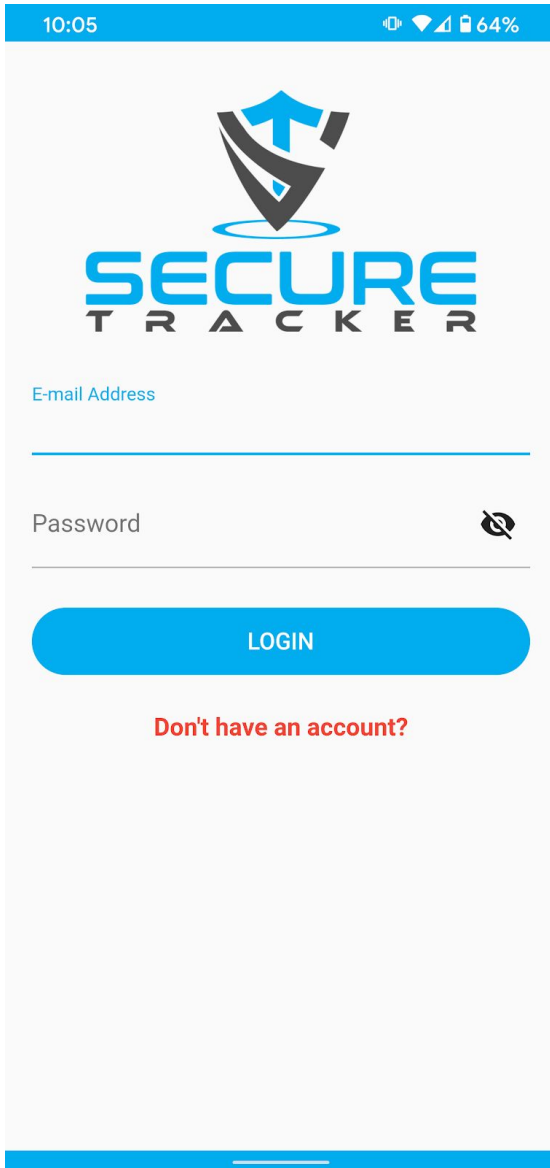 10:05 64%
SECURE
TRACKER
E-mail Address
Password
LOGIN
Don't have an account?